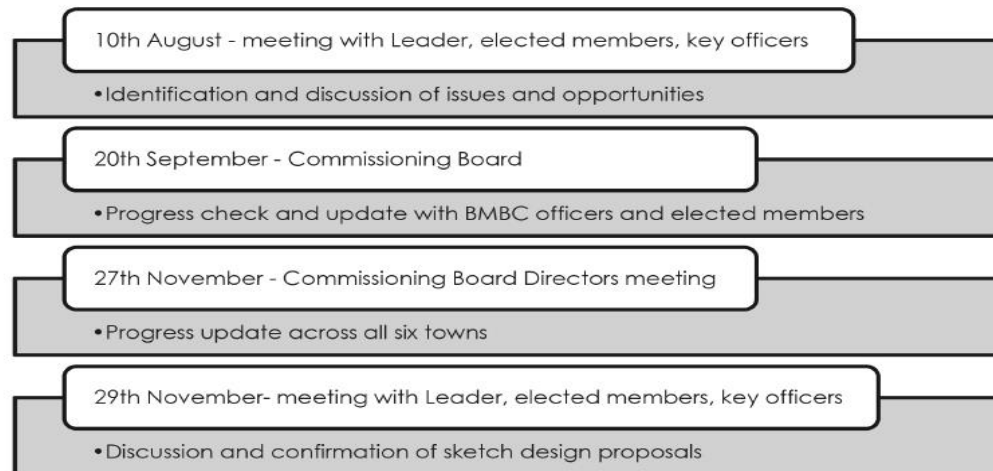 10th August - meeting with Leader, elected members, key officers
•Identification and discussion of issues and opportunities
20th September - Commissioning Board
•Progress check and update with BMBC officers and elected members
27th November - Commissioning Board Directors meeting
•Progress update across all six towns
29th November- meeting with Leader, elected members, key officers
•Discussion and confirmation of sketch design proposals